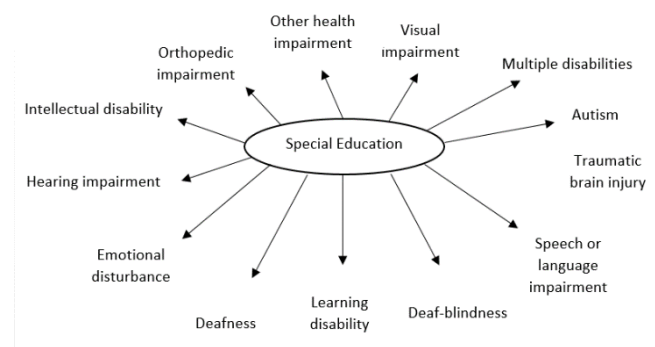 Other health
impairment
Visual
impairment
Orthopedic
impairment
Multiple disabilities
Intellectual disability
Autism
Special Education
Traumatic
brain injury
Hearing impairment
Emotional
disturbance
Speech or
language
impairment
Deafness
Learning
disability
Deaf-blindness